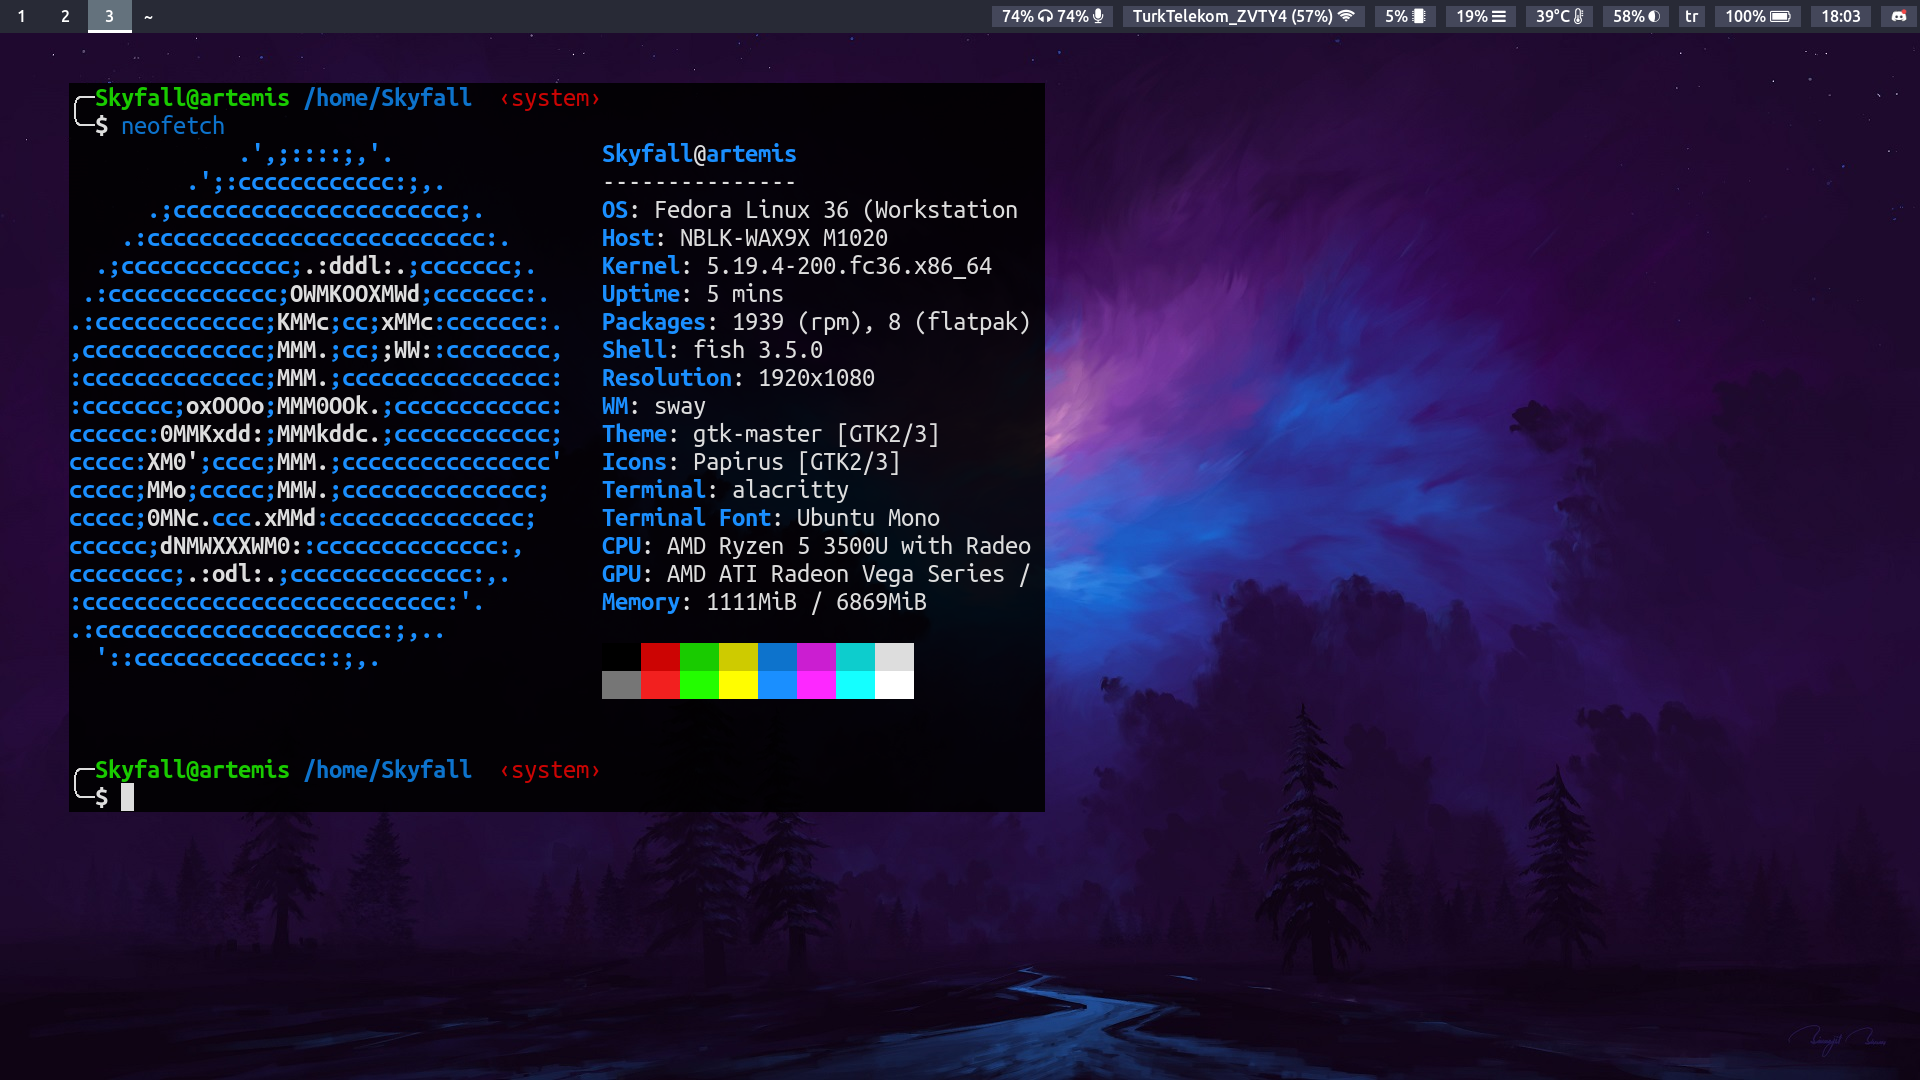 1 2 3 ~ 74% 74% TurkTelekom_ZVTY4 (57%) 5% 19% 39°C 58% tr 100% 18:03
Skyfall@artemis /home/Skyfall ‹system›
$ neofetch
.',;::::;,'.
.';:cccccccccccc:;,.
.;cccccccccccccccccccccc;.
.:cccccccccccccccccccccccccc:.
.;ccccccccccccc;.:dddl:.;ccccccc;.
.:ccccccccccccc;OWMKOOXMWd;ccccccc:.
.:ccccccccccccc;KMMc;cc;xMMc:ccccccc:.
,cccccccccccccc;MMM.;cc;;WW::cccccccc,
:cccccccccccccc;MMM.;cccccccccccccccc:
:ccccccc;oxOOOo;MMM0OOk.;cccccccccccc:
cccccc:0MMKxdd:;MMMkddc.;cccccccccccc;
ccccc:XM0';cccc;MMM.;cccccccccccccccc'
ccccc;MMo;ccccc;MMW.;ccccccccccccccc;
ccccc;0MNc.ccc.xMMd:ccccccccccccccc;
cccccc;dNMWXXXWM0::cccccccccccccc:,
cccccccc;.:odl:.;cccccccccccccc:,.
:cccccccccccccccccccccccccccc:'.
.:cccccccccccccccccccccc:;,..
'::cccccccccccccc::;,.
Skyfall@artemis
---------------
OS: Fedora Linux 36 (Workstation
Host: NBLK-WAX9X M1020
Kernel: 5.19.4-200.fc36.x86_64
Uptime: 5 mins
Packages: 1939 (rpm), 8 (flatpak)
Shell: fish 3.5.0
Resolution: 1920x1080
WM: sway
Theme: gtk-master [GTK2/3]
Icons: Papirus [GTK2/3]
Terminal: alacritty
Terminal Font: Ubuntu Mono
CPU: AMD Ryzen 5 3500U with Radeo
GPU: AMD ATI Radeon Vega Series /
Memory: 1111MiB / 6869MiB
Skyfall@artemis /home/Skyfall ‹system›
$